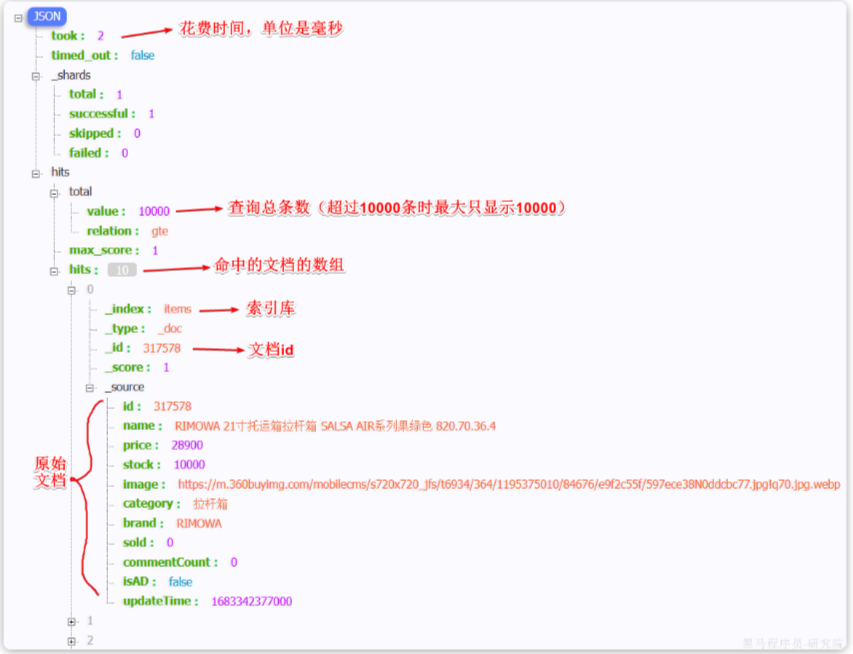 JSON
took : 2 花费时间，单位是毫秒
timed_out : false
_shards
total : 1
successful : 1
skipped : 0
failed : 0
hits
total
value : 10000 查询总条数（超过10000条时最大只显示10000）
relation : gte
max_score : 1
hits : 10 命中的文档的数组
0
_index : items 索引库
_type : _doc
_id : 317578 文档id
_score : 1
_source
id : 317578
name : RIMOWA 21寸托运箱拉杆箱 SALSA AIR系列果绿色 820.70.36.4
price : 28900
原始
文档
stock : 10000
image : https://m.360buyimg.com/mobilecms/s720x720_jfs/t6934/364/1195375010/84676/e9f2c55f/597ece38N0ddcbc77.jpg!q70.jpg.webp
category : 拉杆箱
brand : RIMOWA
sold : 0
commentCount : 0
isAD : false
updateTime : 1683342377000
1
2
黑马程序员-研究院